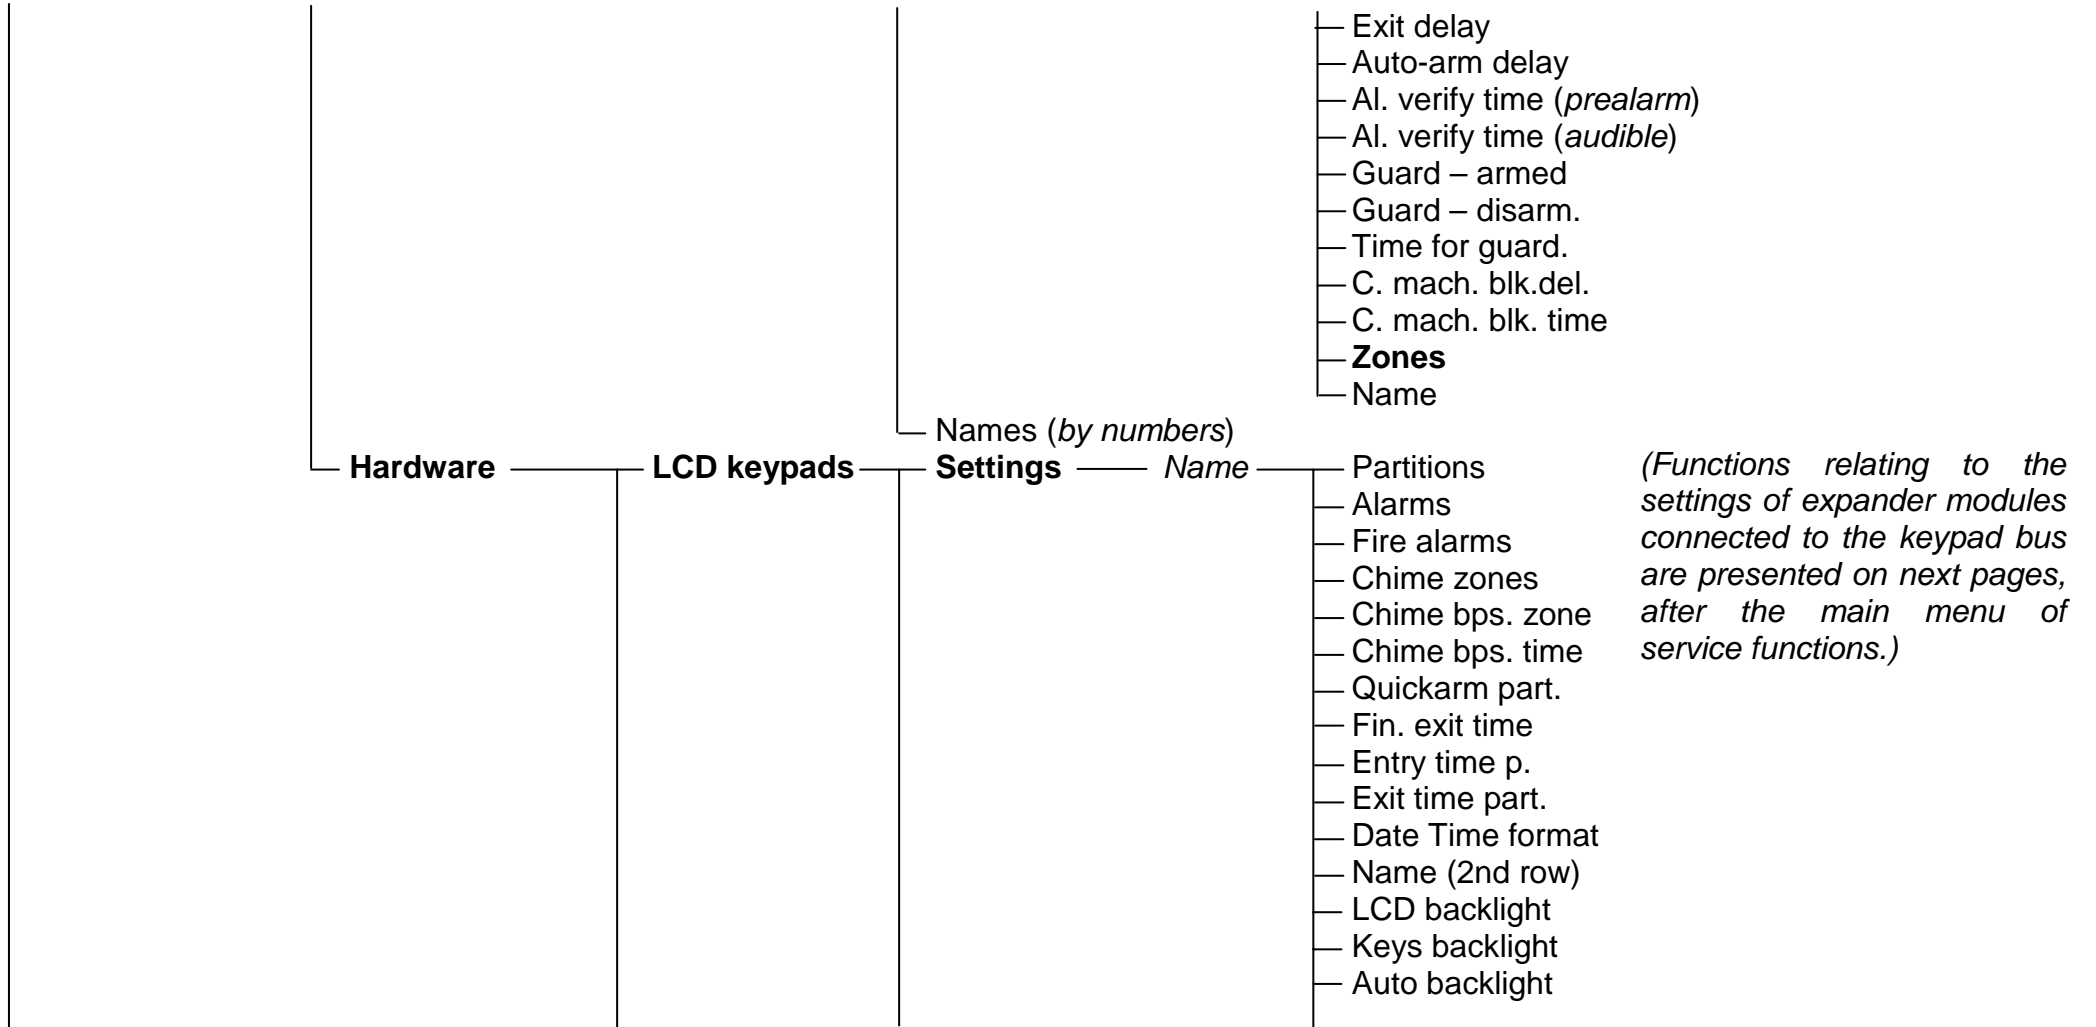 Exit delay
Auto-arm delay
Al. verify time (prealarm)
Al. verify time (audible)
Guard – armed
Guard – disarm.
Time for guard.
C. mach. blk.del.
C. mach. blk. time
Zones
Name
Names (by numbers)
Hardware LCD keypads Settings Name Partitions
Alarms
Fire alarms
Chime zones
Chime bps. zone
Chime bps. time
Quickarm part.
Fin. exit time
Entry time p.
Exit time part.
Date Time format
Name (2nd row)
LCD backlight
Keys backlight
Auto backlight
(Functions relating to the
settings of expander modules
connected to the keypad bus
are presented on next pages,
after the main menu of
service functions.)